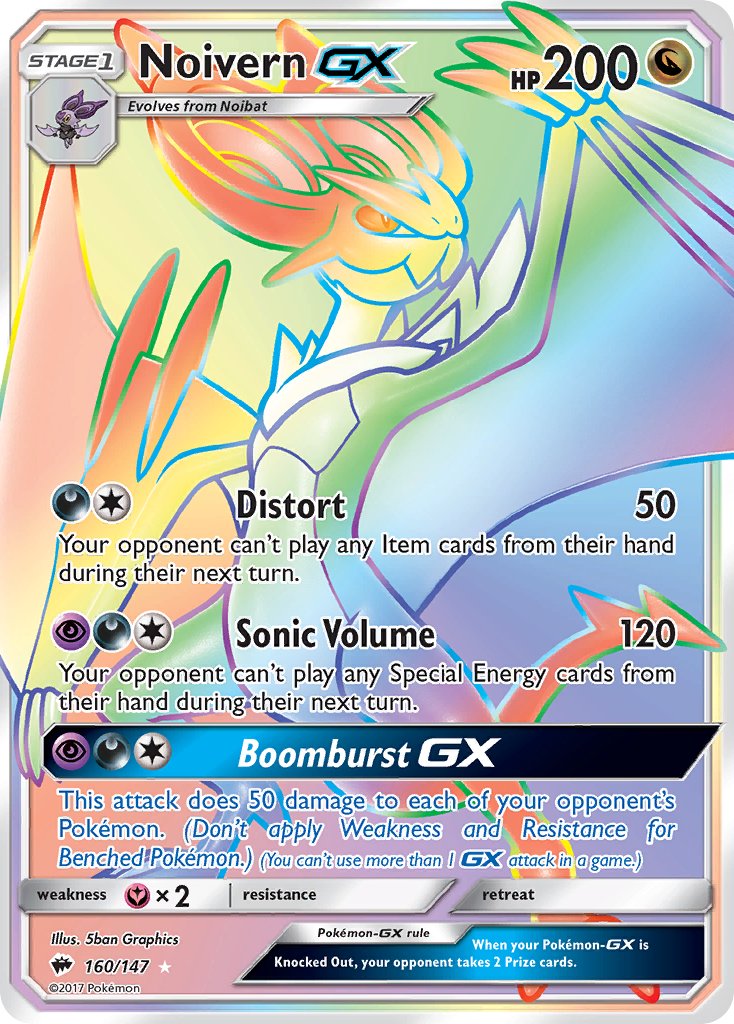 STAGE1 Noivern GX HP200
Evolves from Noibat
Distort 50
Your opponent can't play any Item cards from their hand
during their next turn.
Sonic Volume 120
Your opponent can't play any Special Energy cards from
their hand during their next turn.
Boomburst GX
This attack does 50 damage to each of your opponent's
Pokémon. (Don't apply Weakness and Resistance for
Benched Pokémon.) (You can't use more than 1 GX attack in a game.)
weakness ×2 resistance retreat
Illus. 5ban Graphics
160/147
©2017 Pokémon
Pokémon-GX rule
When your Pokémon-GX is
Knocked Out, your opponent takes 2 Prize cards.